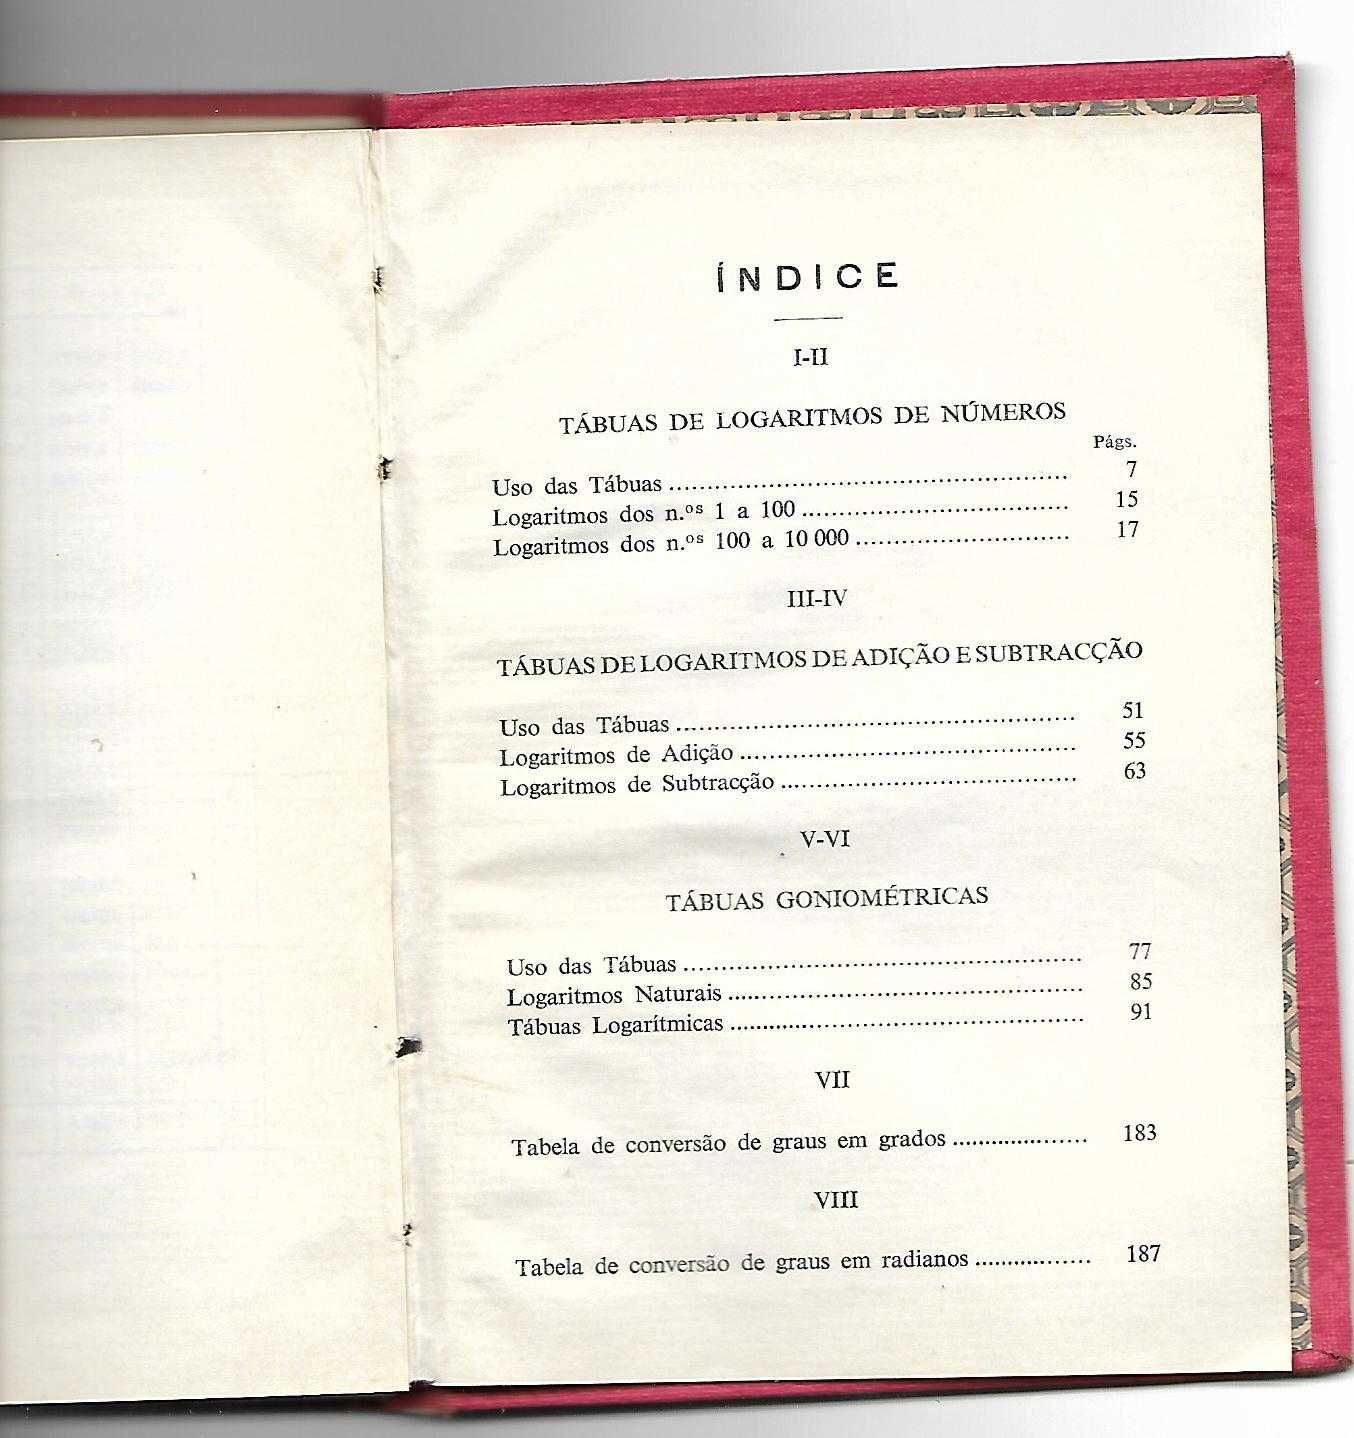 ÍNDICE
I-II
TÁBUAS DE LOGARITMOS DE NÚMEROS
Págs.
Uso das Tábuas ................................................ 7
Logaritmos dos n.os 1 a 100 ................................... 15
Logaritmos dos n.os 100 a 10 000 ............................ 17
III-IV
TÁBUAS DE LOGARITMOS DE ADIÇÃO E SUBTRACÇÃO
Uso das Tábuas ................................................ 51
Logaritmos de Adição ........................................ 55
Logaritmos de Subtracção ................................... 63
V-VI
TÁBUAS GONIOMÉTRICAS
Uso das Tábuas ................................................ 77
Logaritmos Naturais .......................................... 85
Tábuas Logarítmicas .......................................... 91
VII
Tabela de conversão de graus em grados .................... 183
VIII
Tabela de conversão de graus em radianos ................. 187